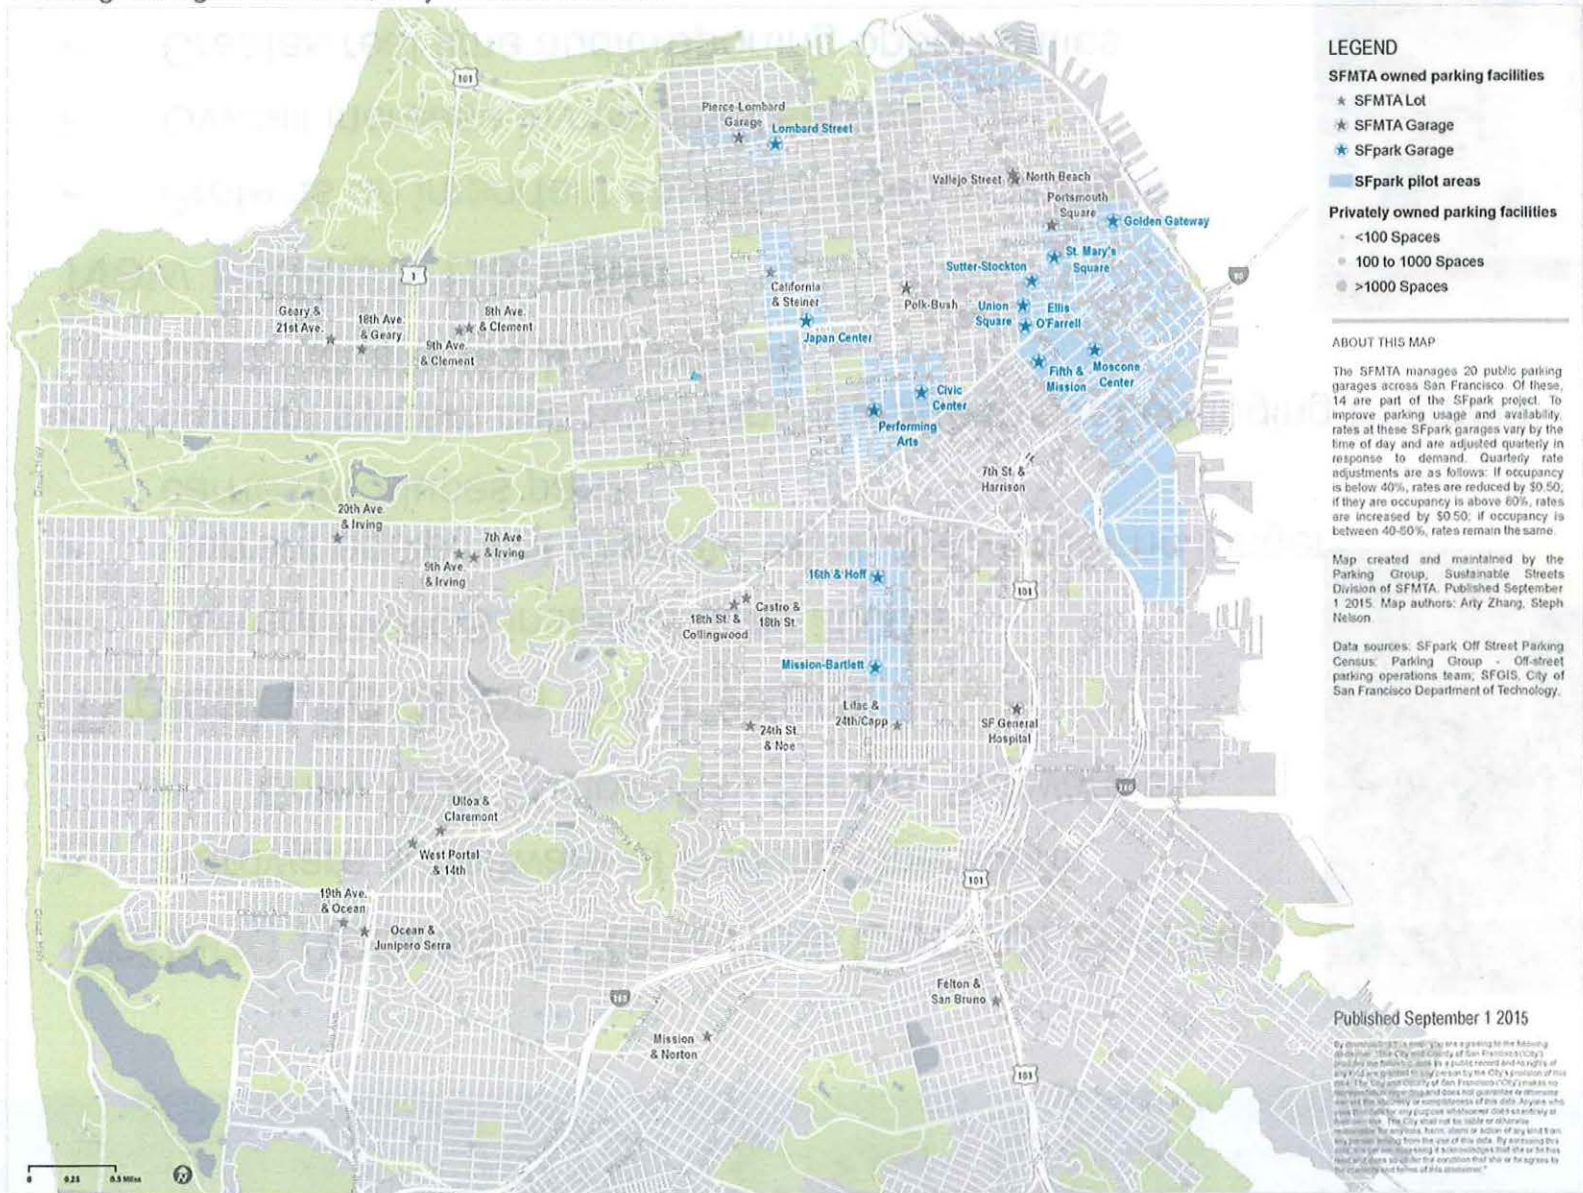 LEGEND
SFMTA owned parking facilities
SFMTA Lot
SFMTA Garage
SFpark Garage
SFpark pilot areas
Privately owned parking facilities
<100 Spaces
100 to 1000 Spaces
>1000 Spaces
ABOUT THIS MAP
The SFMTA manages 20 public parking
garages across San Francisco. Of these,
14 are part of the SFpark project. To
improve parking usage and availability,
rates at these SFpark garages vary by the
time of day and are adjusted quarterly in
response to demand. Quarterly rate
adjustments are as follows: If occupancy
is below 40%, rates are reduced by $0.50,
if they are occupancy is above 80%, rates
are increased by $0.50; if occupancy is
between 40-80%, rates remain the same.
Map created and maintained by the
Parking Group, Sustainable Streets
Division of SFMTA. Published September
1 2015. Map authors: Arty Zhang, Steph
Nelson.
Data sources: SFpark Off Street Parking
Census; Parking Group - Off-street
parking operations team; SFGIS, City of
San Francisco Department of Technology.
Published September 1 2015
101
Pierce-Lombard
Garage
Lombard Street
Vallejo Street
North Beach
Portsmouth
Square
Golden Gateway
St. Mary's
Square
Sutter-Stockton
80
1
California
& Steiner
Polk-Bush
Union
Square
Ellis
O'Farrell
Japan Center
Geary &
21st Ave.
18th Ave.
& Geary
8th Ave.
& Clement
9th Ave.
& Clement
Fifth &
Mission
Moscone
Center
Civic
Center
Performing
Arts
7th St. &
Harrison
20th Ave.
& Irving
7th Ave.
& Irving
9th Ave.
& Irving
16th & Hoff
101
Castro &
18th St.
18th St. &
Collingwood
Mission-Bartlett
Lilac &
24th/Capp
SF General
Hospital
24th St.
& Noe
280
Ulloa &
Claremont
West Portal
& 14th
101
19th Ave.
& Ocean
Ocean &
Junipero Serra
280
Felton &
San Bruno
Mission
& Norton
101
0 0.25 0.5 Miles